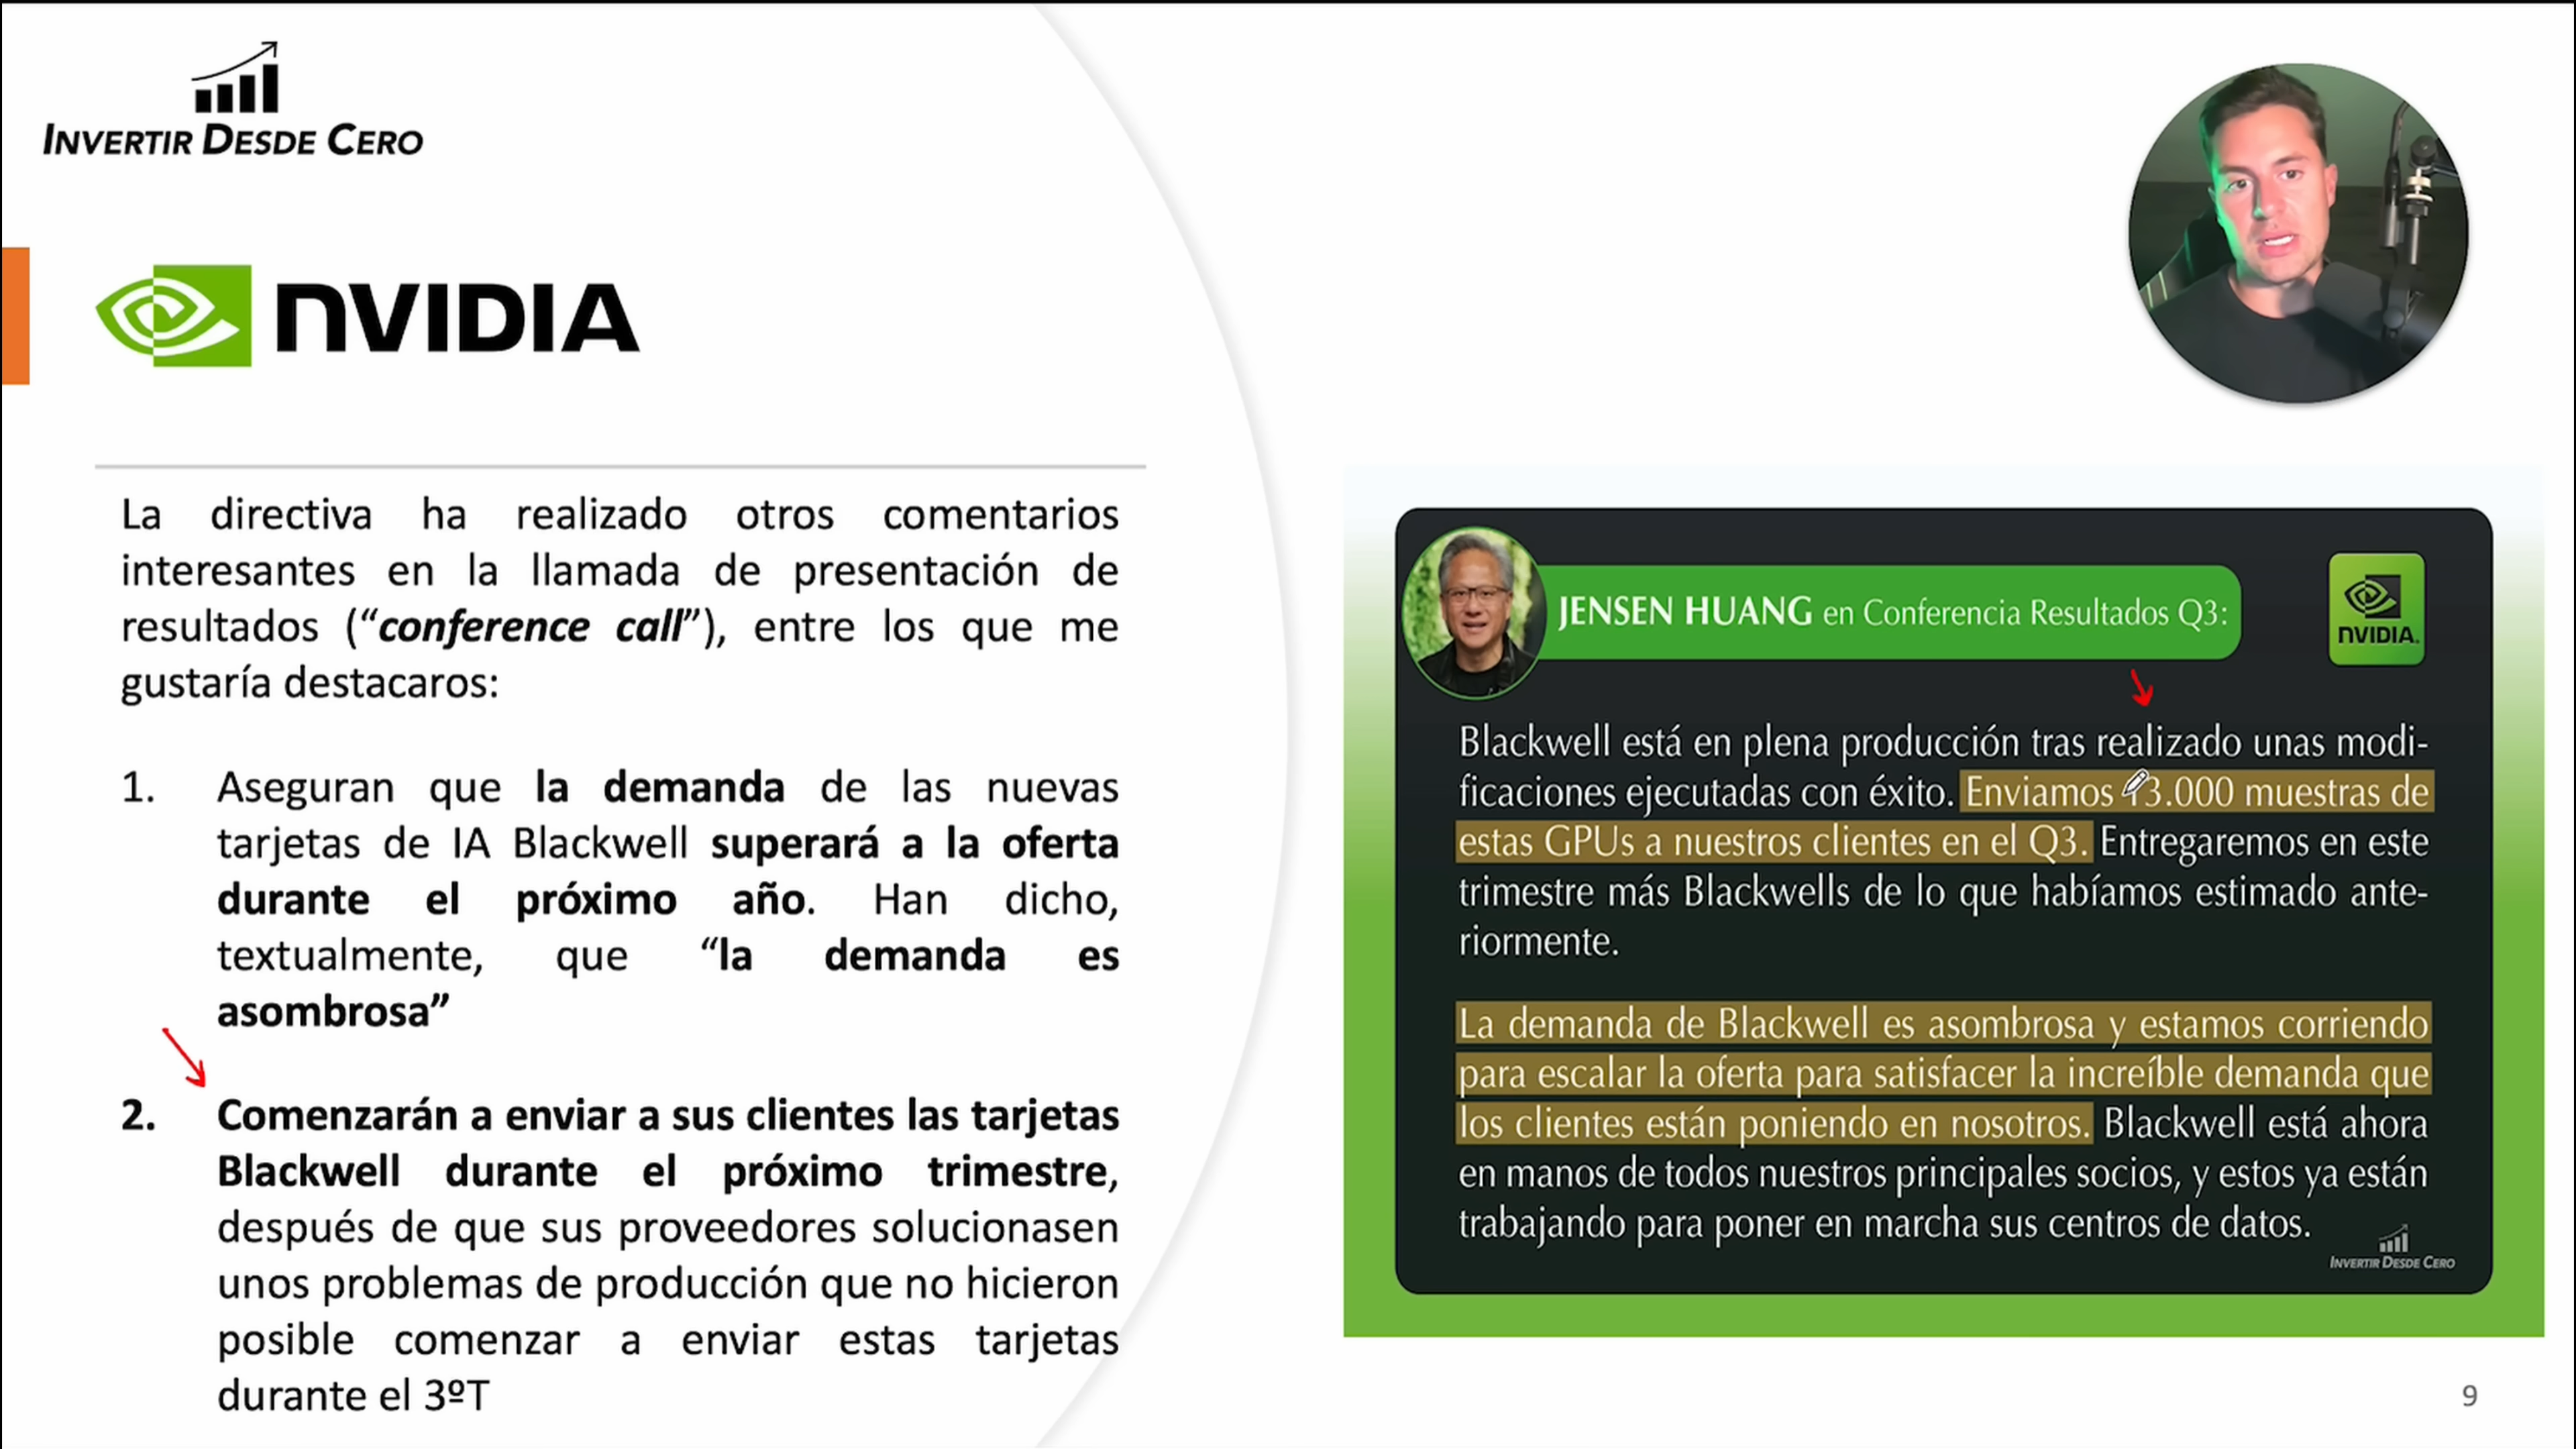 INVERTIR DESDE CERO
NVIDIA
La directiva ha realizado otros comentarios
interesantes en la llamada de presentación de
resultados (“conference call”), entre los que me
gustaría destacaros:
1. Aseguran que la demanda de las nuevas
tarjetas de IA Blackwell superará a la oferta
durante el próximo año. Han dicho,
textualmente, que “la demanda es
asombrosa”
2. Comenzarán a enviar a sus clientes las tarjetas
Blackwell durante el próximo trimestre,
después de que sus proveedores solucionasen
unos problemas de producción que no hicieron
posible comenzar a enviar estas tarjetas
durante el 3ºT
JENSEN HUANG en Conferencia Resultados Q3:
NVIDIA.
Blackwell está en plena producción tras realizado unas modi-
ficaciones ejecutadas con éxito. Enviamos 13.000 muestras de
estas GPUs a nuestros clientes en el Q3. Entregaremos en este
trimestre más Blackwells de lo que habíamos estimado ante-
riormente.
La demanda de Blackwell es asombrosa y estamos corriendo
para escalar la oferta para satisfacer la increíble demanda que
los clientes están poniendo en nosotros. Blackwell está ahora
en manos de todos nuestros principales socios, y estos ya están
trabajando para poner en marcha sus centros de datos.
INVERTIR DESDE CERO
9